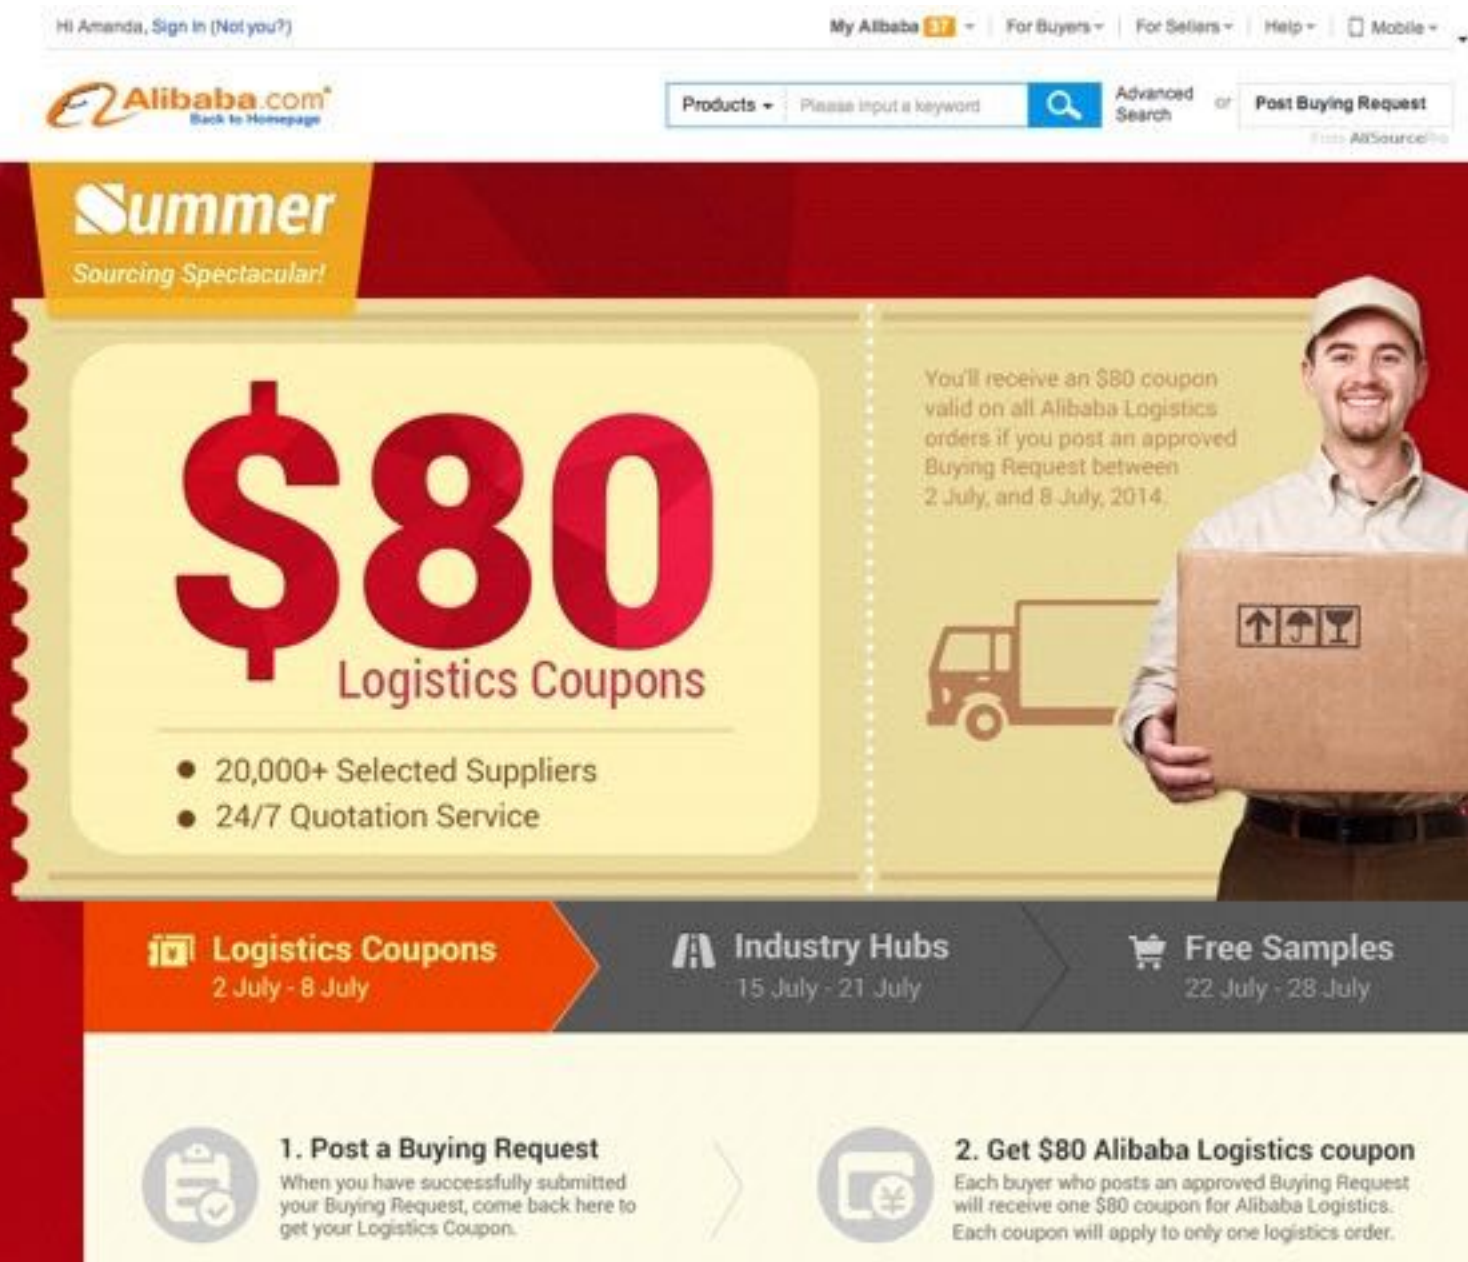 Hi Amanda, Sign In (Not you?)
My Alibaba 37 For Buyers For Sellers Help Mobile
Alibaba.com
Back to Homepage
Products Please input a keyword
Advanced
Search
or Post Buying Request
From AliSourcePro
Summer
Sourcing Spectacular!
$80
Logistics Coupons
20,000+ Selected Suppliers
24/7 Quotation Service
You'll receive an $80 coupon
valid on all Alibaba Logistics
orders if you post an approved
Buying Request between
2 July, and 8 July, 2014.
Logistics Coupons
2 July - 8 July
Industry Hubs
15 July - 21 July
Free Samples
22 July - 28 July
1. Post a Buying Request
When you have successfully submitted
your Buying Request, come back here to
get your Logistics Coupon.
2. Get $80 Alibaba Logistics coupon
Each buyer who posts an approved Buying Request
will receive one $80 coupon for Alibaba Logistics.
Each coupon will apply to only one logistics order.